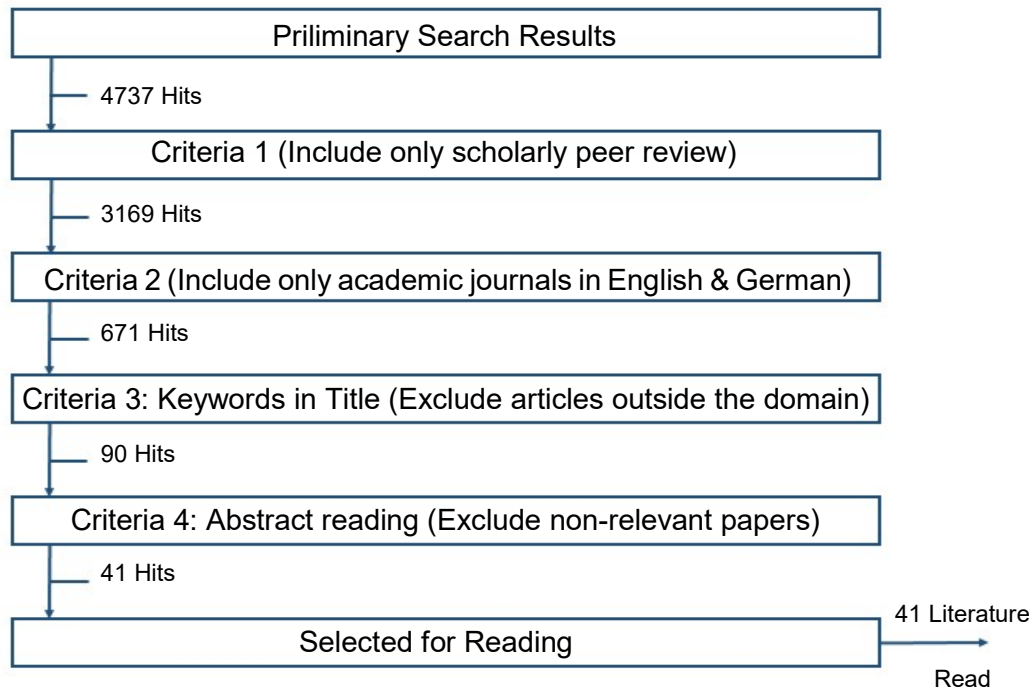 Priliminary Search Results
4737 Hits
Criteria 1 (Include only scholarly peer review)
3169 Hits
Criteria 2 (Include only academic journals in English & German)
671 Hits
Criteria 3: Keywords in Title (Exclude articles outside the domain)
90 Hits
Criteria 4: Abstract reading (Exclude non-relevant papers)
41 Hits
Selected for Reading
41 Literature
Read